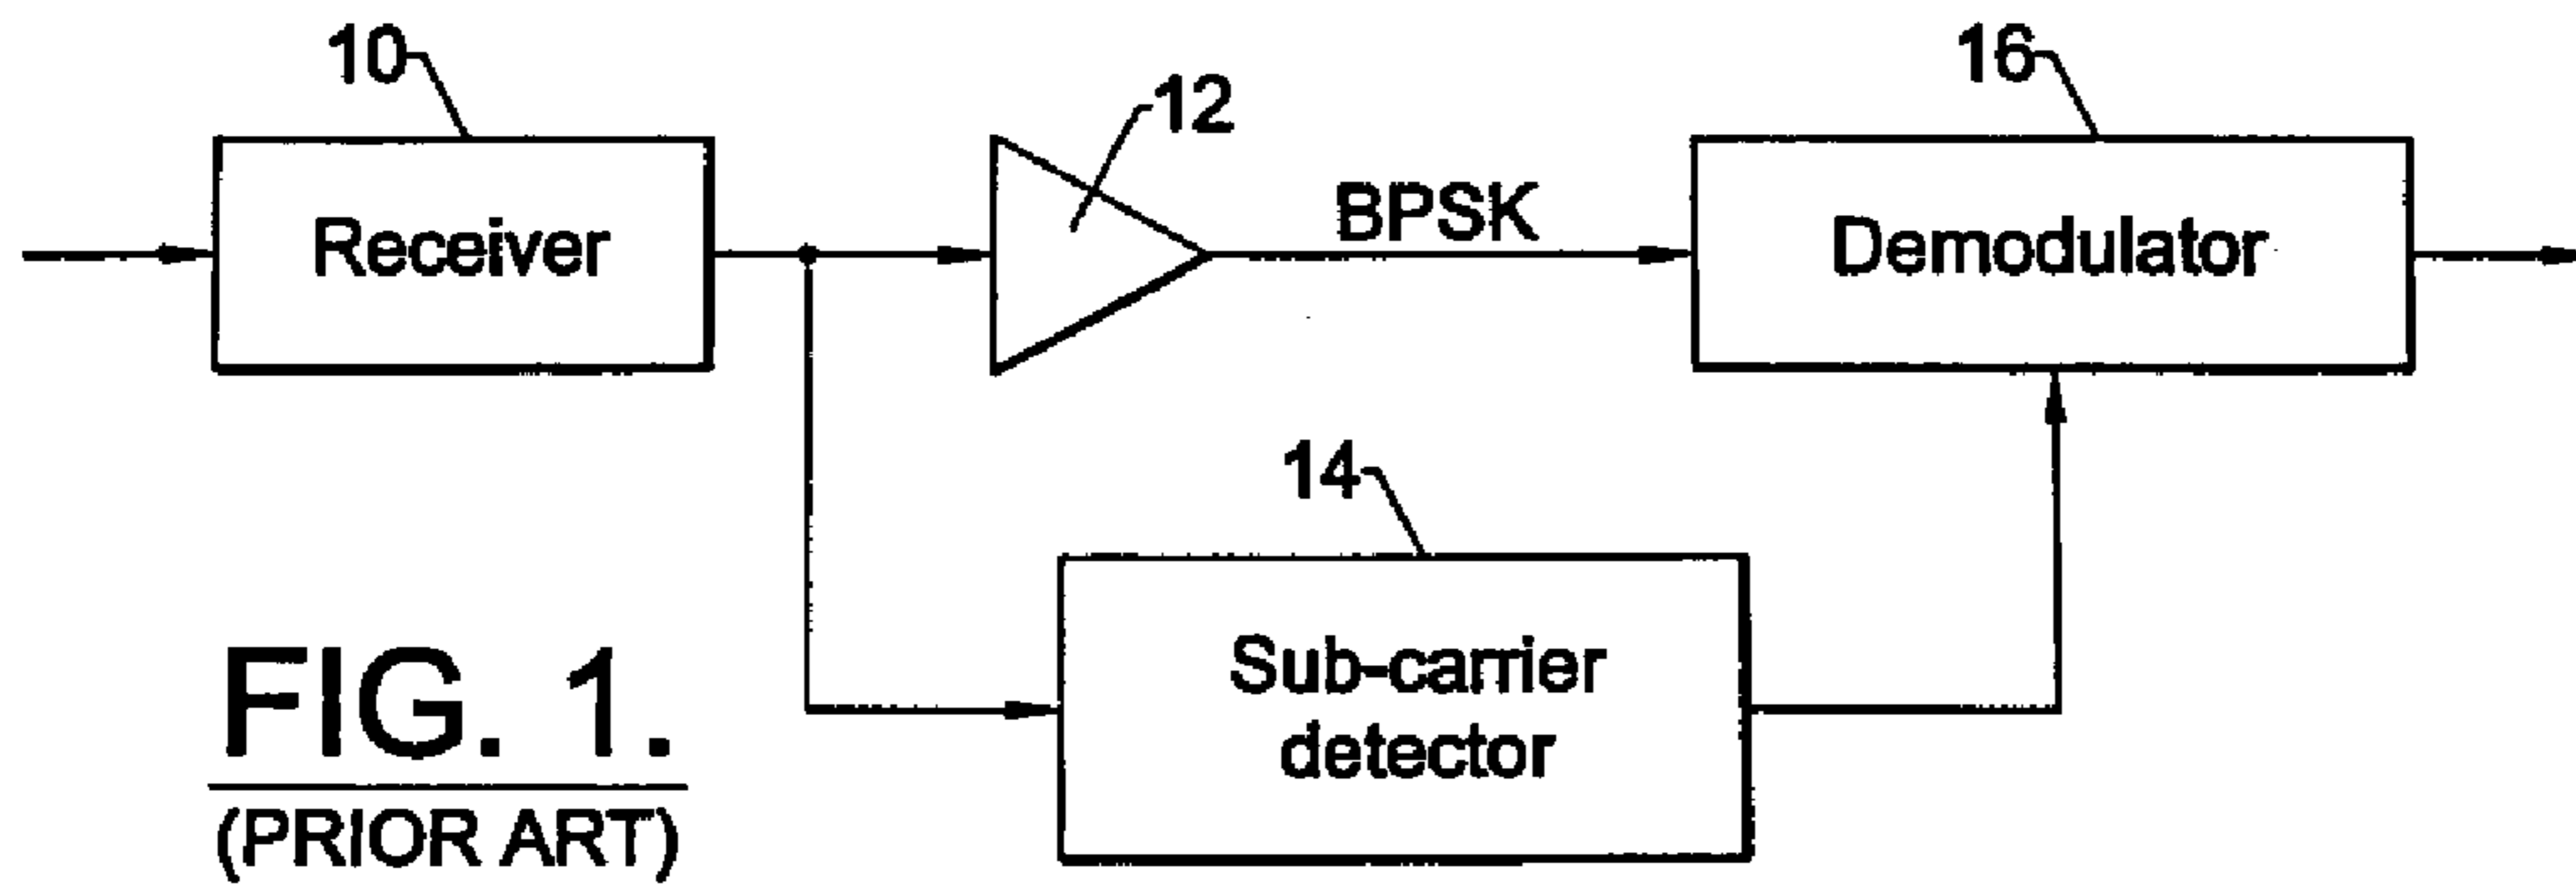 10
12
16
Receiver
BPSK
Demodulator
14
Sub-carrier
detector
FIG. 1.
(PRIOR ART)